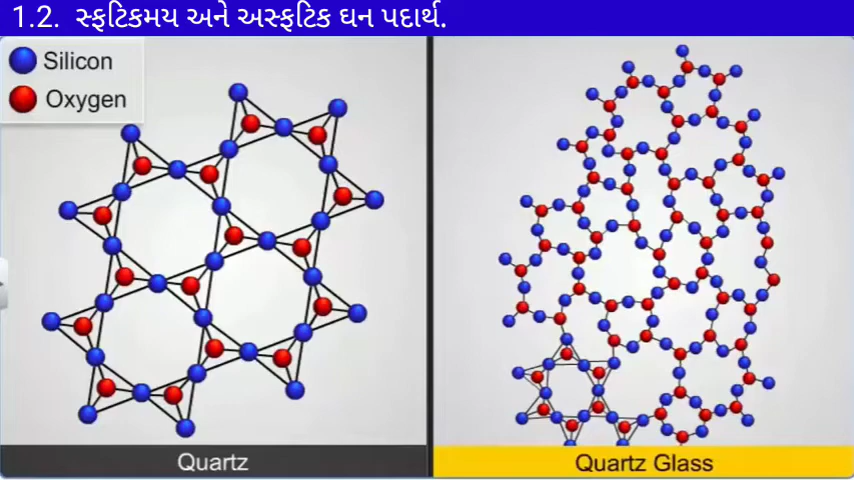 1.2. સ્ફટિકમય અને અસ્ફટિક ઘન પદાર્થ.
Silicon
Oxygen
Quartz
Quartz Glass